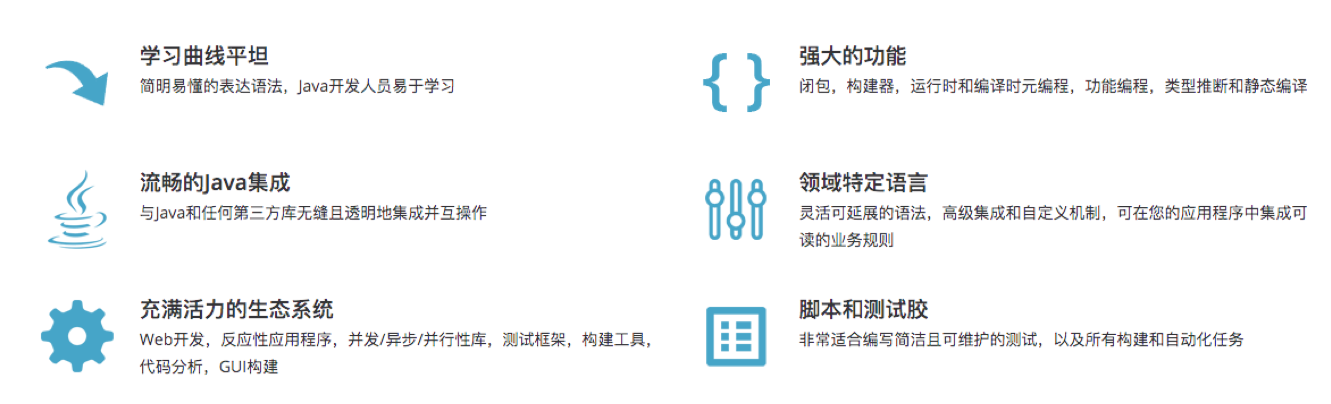 学习曲线平坦
简明易懂的表达语法，Java开发人员易于学习
强大的功能
闭包，构建器，运行时和编译时元编程，功能编程，类型推断和静态编译
流畅的Java集成
与Java和任何第三方库无缝且透明地集成并互操作
领域特定语言
灵活可延展的语法，高级集成和自定义机制，可在您的应用程序中集成可
读的业务规则
充满活力的生态系统
Web开发，反应性应用程序，并发/异步/并行性库，测试框架，构建工具，
代码分析，GUI构建
脚本和测试胶
非常适合编写简洁且可维护的测试，以及所有构建和自动化任务